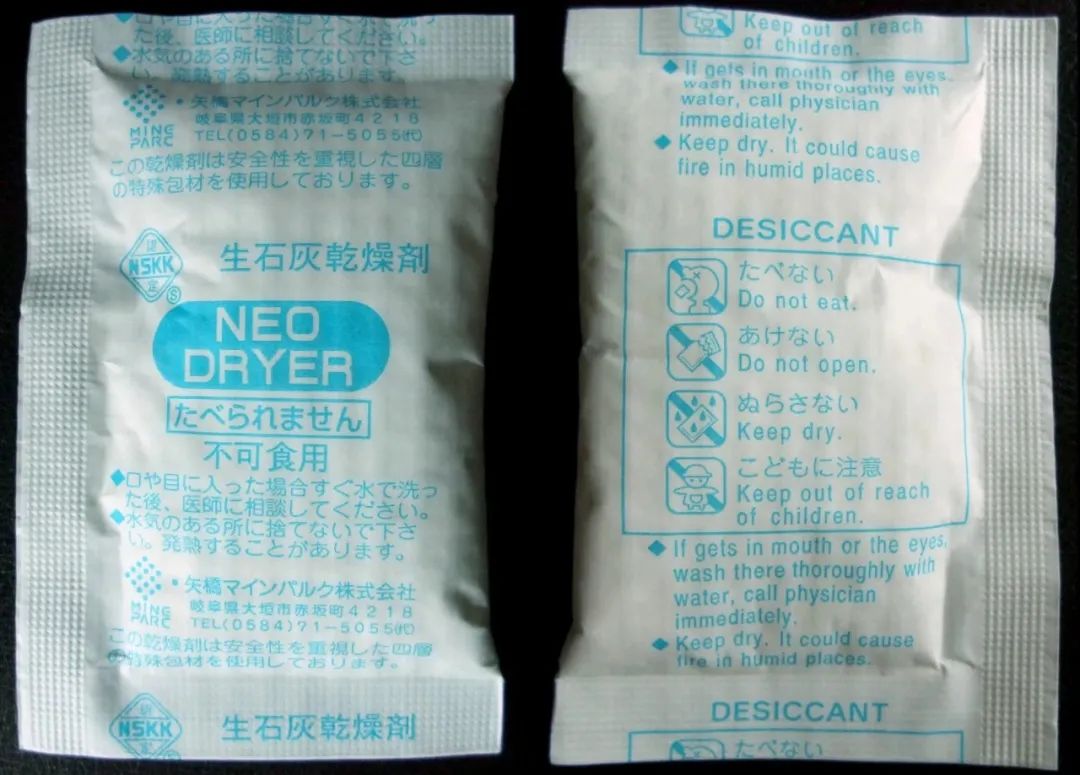 口や目に入った場合すぐ水で洗っ
た後、医師に相談してください。
◆水気のある所に捨てないで下さ
い。発熱することがあります。
MINE
PARC
・矢橋マインパルク株式会社
岐阜県大垣市赤坂町4218
TEL(0584)71-5055㈹
この乾燥剤は安全性を重視した四層
の特殊包材を使用しております。
認
NSKK
定
S
生石灰乾燥剤
NEO
DRYER
たべられません
不可食用
◆口や目に入った場合すぐ水で洗っ
た後、医師に相談してください。
◆水気のある所に捨てないで下さ
い。発熱することがあります。
MINE
PARC
・矢橋マインパルク株式会社
岐阜県大垣市赤坂町4218
TEL(0584)71-5055㈹
この乾燥剤は安全性を重視した四層
の特殊包材を使用しております。
NSKK
生石灰乾燥剤
Keep out of reach
of children.
◆If gets in mouth or the eyes,
wash there thoroughly with
water, call physician
immediately.
◆Keep dry. It could cause
fire in humid places.
DESICCANT
たべない
Do not eat.
あけない
Do not open.
ぬらさない
Keep dry.
こどもに注意
Keep out of reach
of children.
◆If gets in mouth or the eyes,
wash there thoroughly with
water, call physician
immediately.
◆Keep dry. It could cause
fire in humid places.
DESICCANT
たべない